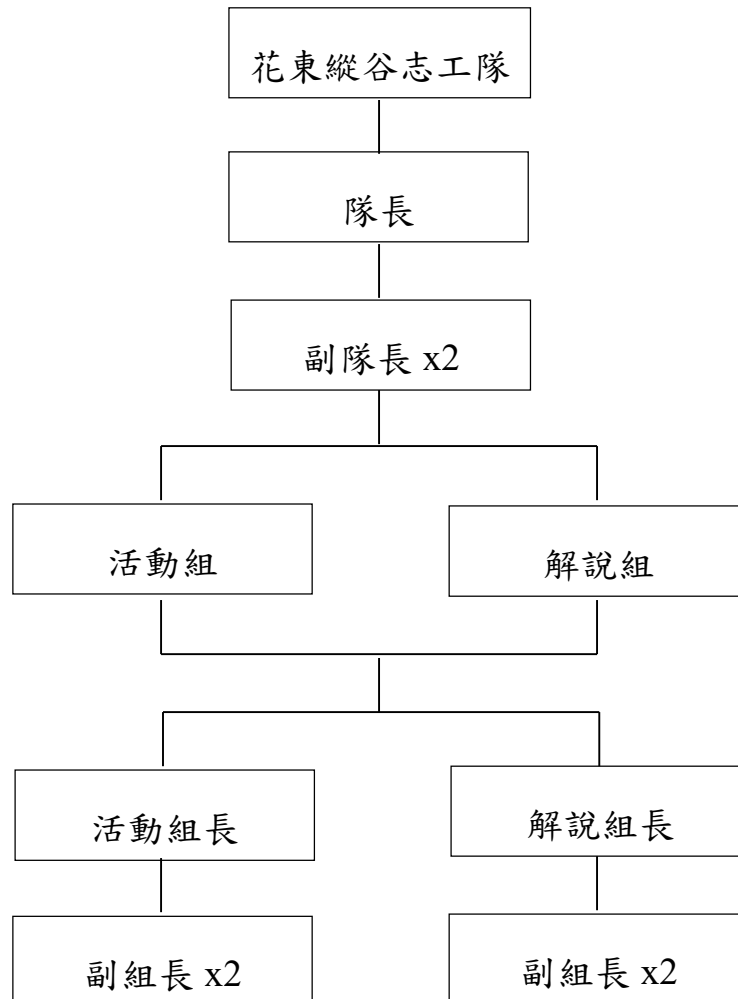 花東縱谷志工隊
隊長
副隊長 x2
活動組
解說組
活動組長
解說組長
副組長 x2
副組長 x2